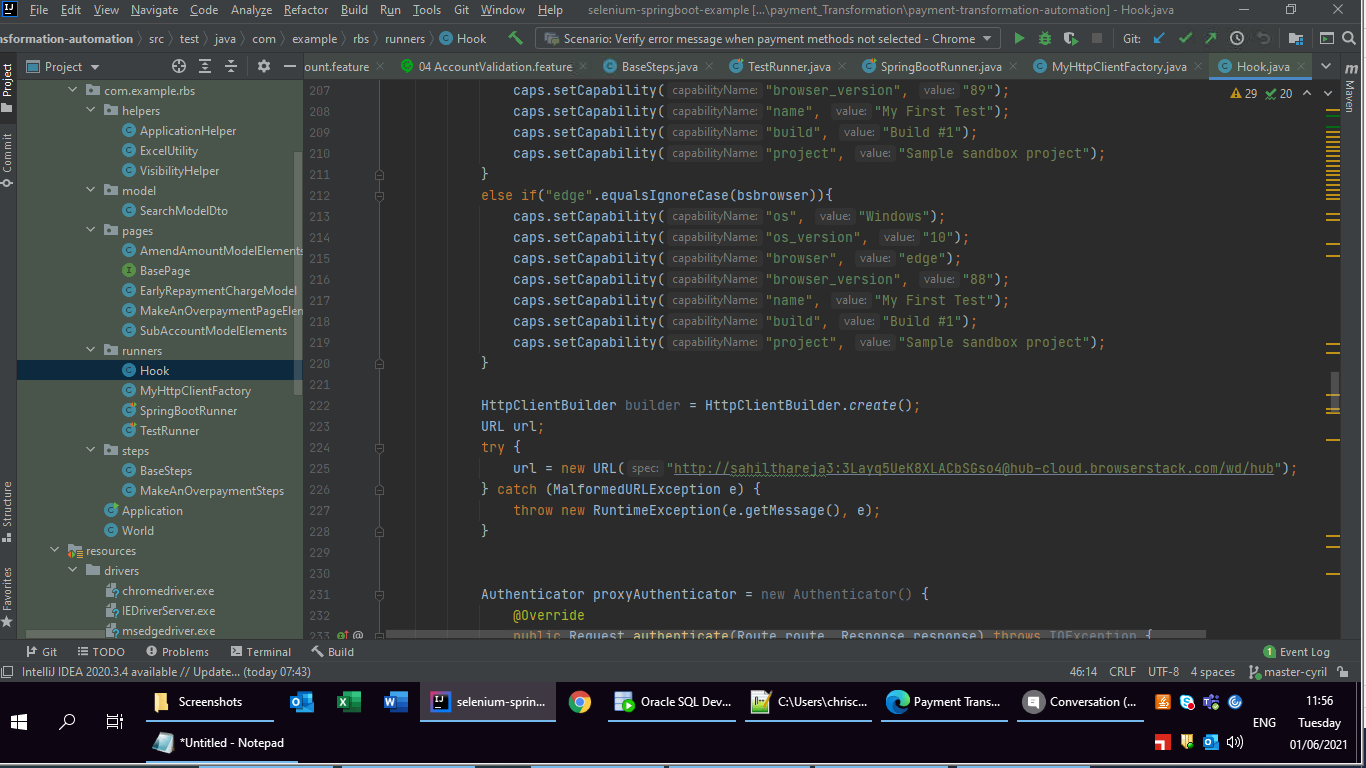 File Edit View Navigate Code Analyze Refactor Build Run Tools Git Window Help selenium-springboot-example [...\payment_Transformation\payment-transformation-automation] - Hook.java
nsformation-automation src test java com example rbs runners Hook Scenario: Verify error message when payment methods not selected - Chrome Git:
Project
ount.feature 04 AccountValidation.feature BaseSteps.java TestRunner.java SpringBootRunner.java MyHttpClientFactory.java Hook.java
Project
Commit
Structure
Favorites
Maven
com.example.rbs
helpers
ApplicationHelper
ExcelUtility
VisibilityHelper
model
SearchModelDto
pages
AmendAmountModelElements
BasePage
EarlyRepaymentChargeModel
MakeAnOverpaymentPageElen
SubAccountModelElements
runners
Hook
MyHttpClientFactory
SpringBootRunner
TestRunner
steps
BaseSteps
MakeAnOverpaymentSteps
Application
World
resources
drivers
chromedriver.exe
IEDriverServer.exe
msedgedriver.exe
29 20
207 caps.setCapability( capabilityName: "browser_version", value: "89");
208 caps.setCapability( capabilityName: "name", value: "My First Test");
209 caps.setCapability( capabilityName: "build", value: "Build #1");
210 caps.setCapability( capabilityName: "project", value: "Sample sandbox project");
211 }
212 else if("edge".equalsIgnoreCase(bsbrowser)){
213 caps.setCapability( capabilityName: "os", value: "Windows");
214 caps.setCapability( capabilityName: "os_version", value: "10");
215 caps.setCapability( capabilityName: "browser", value: "edge");
216 caps.setCapability( capabilityName: "browser_version", value: "88");
217 caps.setCapability( capabilityName: "name", value: "My First Test");
218 caps.setCapability( capabilityName: "build", value: "Build #1");
219 caps.setCapability( capabilityName: "project", value: "Sample sandbox project");
220 }
221
222 HttpClientBuilder builder = HttpClientBuilder.create();
223 URL url;
224 try {
225 url = new URL( spec: "http://sahilthareja3:3Layq5UeK8XLACbSGso4@hub-cloud.browserstack.com/wd/hub");
226 } catch (MalformedURLException e) {
227 throw new RuntimeException(e.getMessage(), e);
228 }
229
230
231 Authenticator proxyAuthenticator = new Authenticator() {
232 @Override
233 public Request authenticate(Route route, Response response) throws IOException {
Git TODO Problems Terminal Build 1 Event Log
IntelliJ IDEA 2020.3.4 available // Update... (today 07:43) 46:14 CRLF UTF-8 4 spaces master-cyril
Screenshots selenium-sprin... Oracle SQL Dev... C:\Users\chrisc... Payment Trans... Conversation (...
*Untitled - Notepad
ENG
11:56
Tuesday
01/06/2021